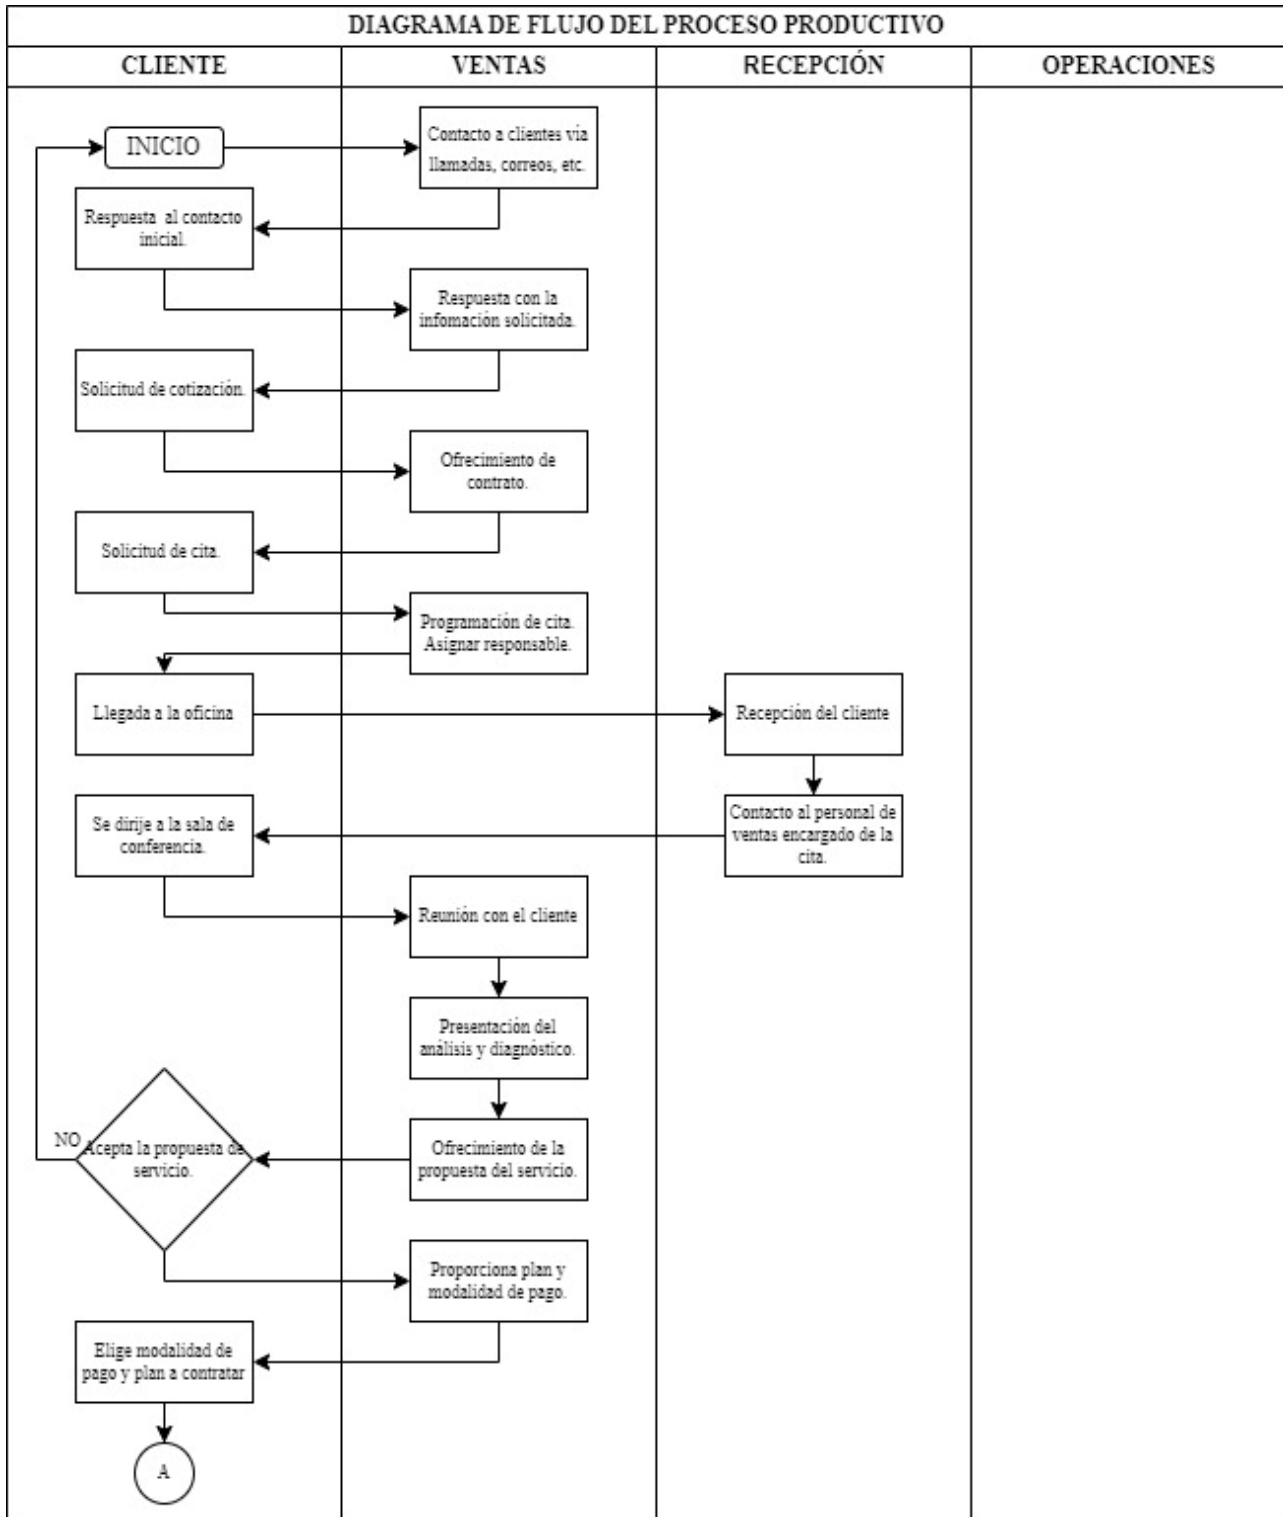 DIAGRAMA DE FLUJO DEL PROCESO PRODUCTIVO
CLIENTE
VENTAS
RECEPCIÓN
OPERACIONES
INICIO
Contacto a clientes via
llamadas, correos, etc.
Respuesta al contacto
inicial.
Respuesta con la
infomación solicitada.
Solicitud de cotización.
Ofrecimiento de
contrato.
Solicitud de cita.
Programación de cita.
Asignar responsable.
Llegada a la oficina
Recepción del cliente
Contacto al personal de
ventas encargado de la
cita.
Se dirije a la sala de
conferencia.
Reunión con el cliente
Presentación del
análisis y diagnóstico.
Ofrecimiento de la
propuesta del servicio.
NO
Acepta la propuesta de
servicio.
Proporciona plan y
modalidad de pago.
Elige modalidad de
pago y plan a contratar
A